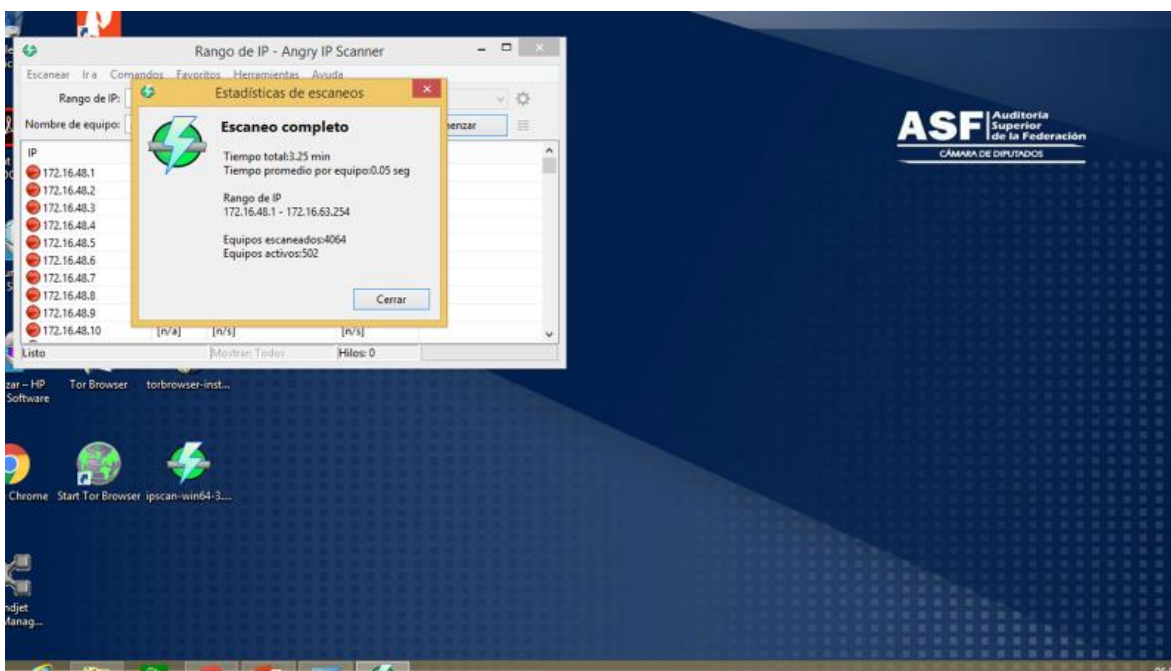 Rango de IP - Angry IP Scanner
Escanear Ir a Comandos Favoritos Herramientas Ayuda
Rango de IP:
Nombre de equipo:
IP
172.16.48.1
172.16.48.2
172.16.48.3
172.16.48.4
172.16.48.5
172.16.48.6
172.16.48.7
172.16.48.8
172.16.48.9
172.16.48.10 [n/a] [n/s] [n/s]
Listo Mostrar: Todos Hilos: 0
Estadísticas de escaneos
Escaneo completo
Tiempo total:3.25 min
Tiempo promedio por equipo:0.05 seg
Rango de IP
172.16.48.1 - 172.16.63.254
Equipos escaneados:4064
Equipos activos:502
Cerrar
ASF Auditoría
Superior
de la Federación
CÁMARA DE DIPUTADOS
HP Tor Browser torbrowser-inst...
Software
Chrome Start Tor Browser ipscan-win64-3....